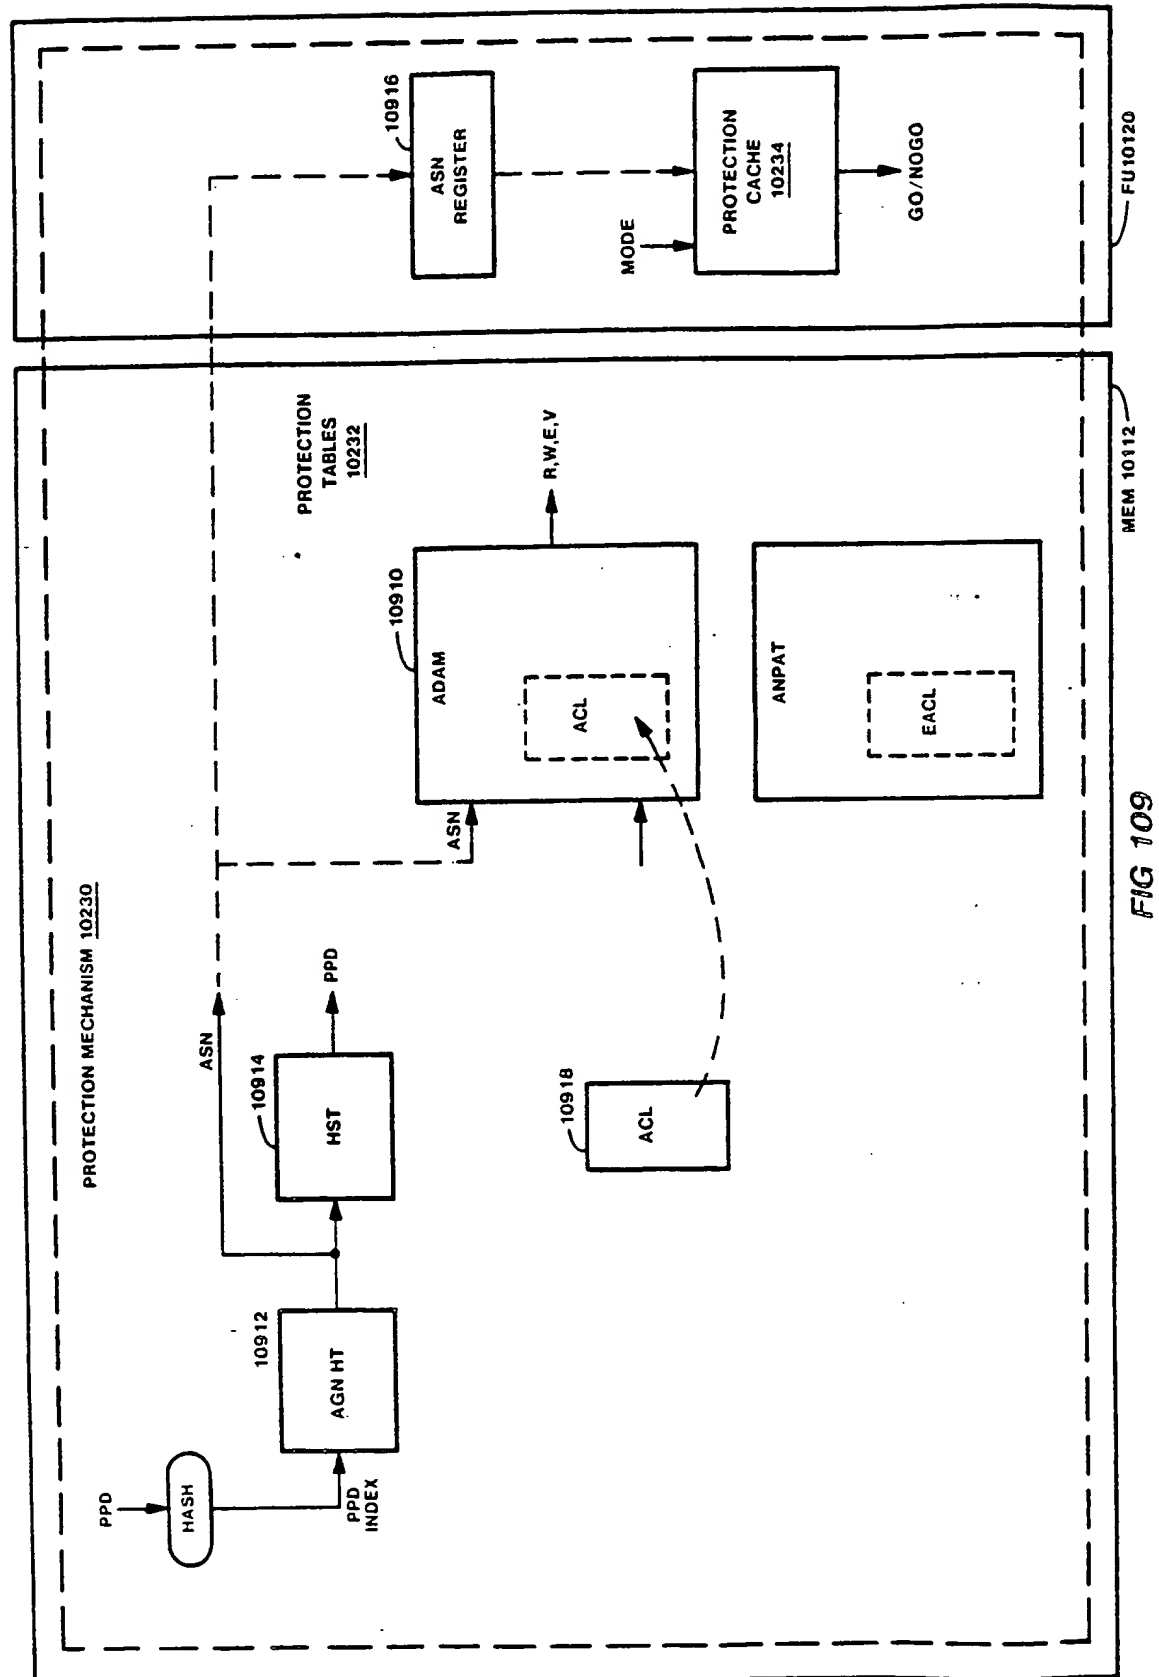 PROTECTION MECHANISM 10230
PPD
HASH
PPD
INDEX
AGN HT
10912
ASN
HST
10914
PPD
ACL
10918
ASN
ADAM
10910
ACL
R,W,E,V
PROTECTION
TABLES
10232
ANPAT
EACL
MEM 10112
ASN
REGISTER
10916
MODE
PROTECTION
CACHE
10234
GO/NOGO
FU10120
FIG 109